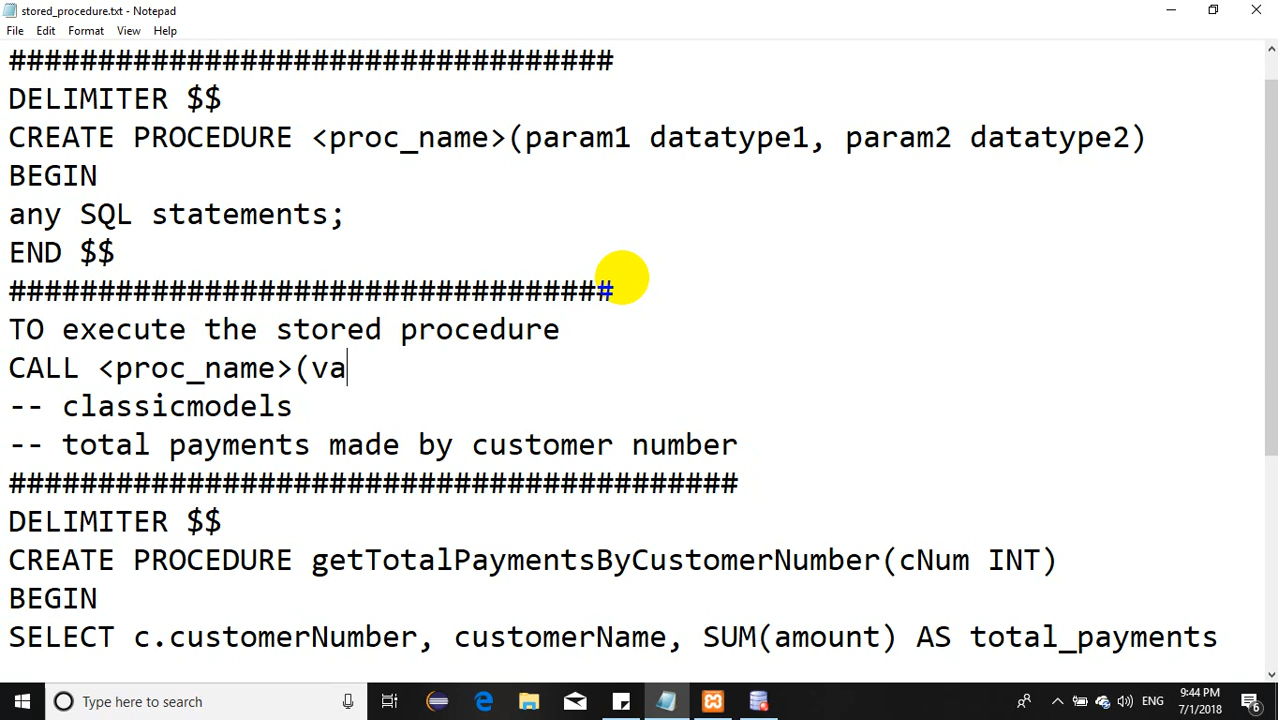 stored_procedure.txt - Notepad
File Edit Format View Help
##################################
DELIMITER $$
CREATE PROCEDURE <proc_name>(param1 datatype1, param2 datatype2)
BEGIN
any SQL statements;
END $$
##################################
TO execute the stored procedure
CALL <proc_name>(va
-- classicmodels
-- total payments made by customer number
#########################################
DELIMITER $$
CREATE PROCEDURE getTotalPaymentsByCustomerNumber(cNum INT)
BEGIN
SELECT c.customerNumber, customerName, SUM(amount) AS total_payments
Type here to search
ENG
9:44 PM
7/1/2018
6